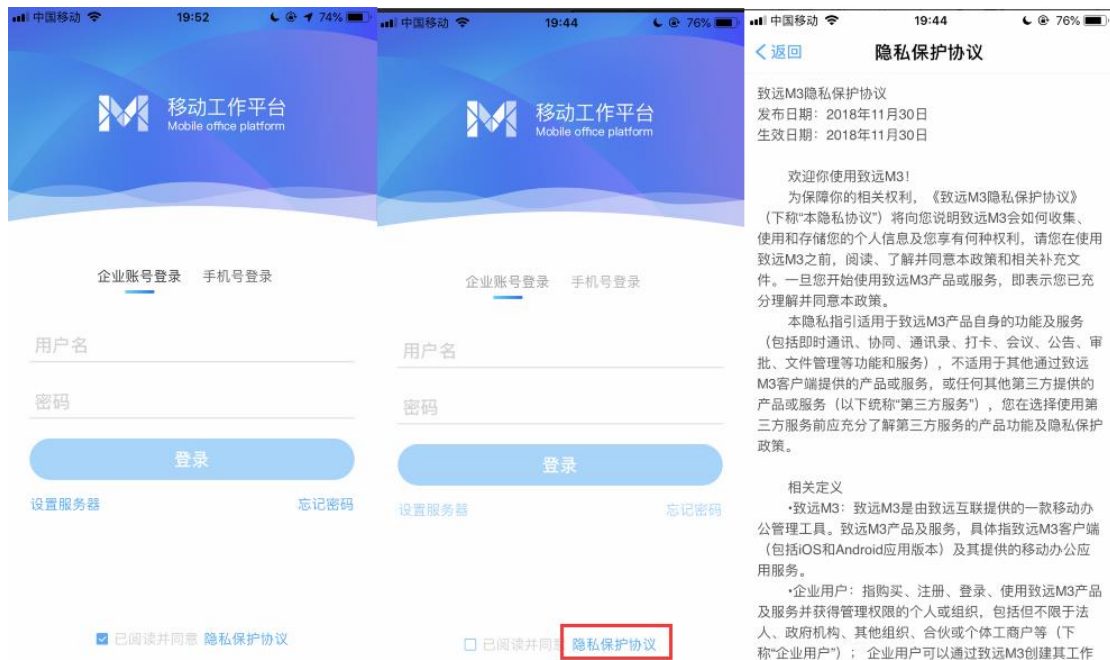 中国移动 19:52 74%
移动工作平台
Mobile office platform
企业账号登录 手机号登录
用户名
密码
登录
设置服务器 忘记密码
已阅读并同意 隐私保护协议
中国移动 19:44 76%
移动工作平台
Mobile office platform
企业账号登录 手机号登录
用户名
密码
登录
设置服务器 忘记密码
已阅读并同意 隐私保护协议
中国移动 19:44 76%
返回 隐私保护协议
致远M3隐私保护协议
发布日期：2018年11月30日
生效日期：2018年11月30日
欢迎你使用致远M3！
为保障你的相关权利，《致远M3隐私保护协议》
（下称“本隐私协议”）将向您说明致远M3会如何收集、
使用和存储您的个人信息及您享有何种权利，请您在使用
致远M3之前，阅读、了解并同意本政策和相关补充文
件。一旦您开始使用致远M3产品或服务，即表示您已充
分理解并同意本政策。
本隐私指引适用于致远M3产品自身的功能及服务
（包括即时通讯、协同、通讯录、打卡、会议、公告、审
批、文件管理等功能和服务），不适用于其他通过致远
M3客户端提供的产品或服务，或任何其他第三方提供的
产品或服务（以下统称“第三方服务”），您在选择使用第
三方服务前应充分了解第三方服务的产品功能及隐私保护
政策。
相关定义
•致远M3：致远M3是由致远互联提供的一款移动办
公管理工具。致远M3产品及服务，具体指致远M3客户端
（包括iOS和Android应用版本）及其提供的移动办公应
用服务。
•企业用户：指购买、注册、登录、使用致远M3产品
及服务并获得管理权限的个人或组织，包括但不限于法
人、政府机构、其他组织、合伙或个体工商户等（下
称“企业用户”）；企业用户可以通过致远M3创建其工作